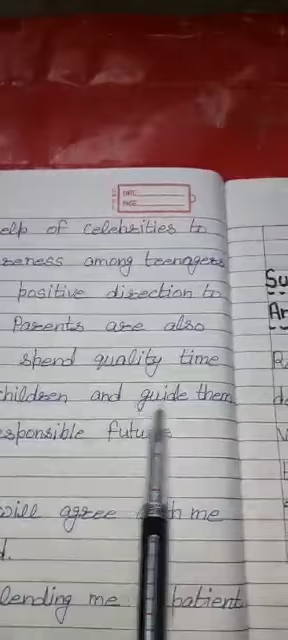 DATE
PAGE
elp of celebrities to
reness among teenagers
positive direction to
Parents are also
spend quality time
children and guide them
esponsible future
will agree with me
d.
lending me patient
Su
Ar